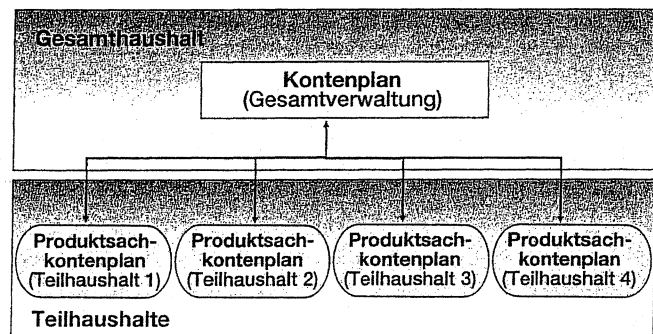 Gesamthaushalt
Kontenplan
(Gesamtverwaltung)
Produktsach-
kontenplan
(Teilhaushalt 1)
Produktsach-
kontenplan
(Teilhaushalt 2)
Produktsach-
kontenplan
(Teilhaushalt 3)
Produktsach-
kontenplan
(Teilhaushalt 4)
Teilhaushalte